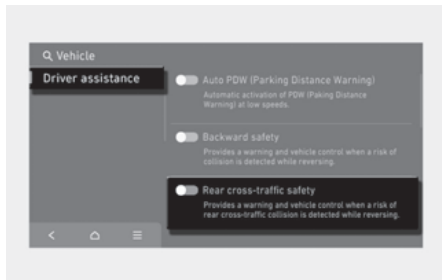 Vehicle
Driver assistance
Auto PDW (Parking Distance Warning)
Automatic activation of PDW (Paking Distance
Warning) at low speeds.
Backward safety
Provides a warning and vehicle control when a risk of
collision is detected while reversing.
Rear cross-traffic safety
Provides a warning and vehicle control when a risk of
rear cross-traffic collision is detected while reversing.